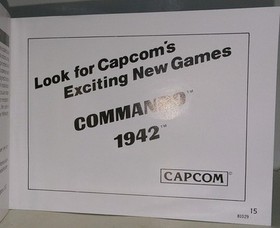 Look for Capcom's
Exciting New Games
COMMANDO™
1942™
CAPCOM
15